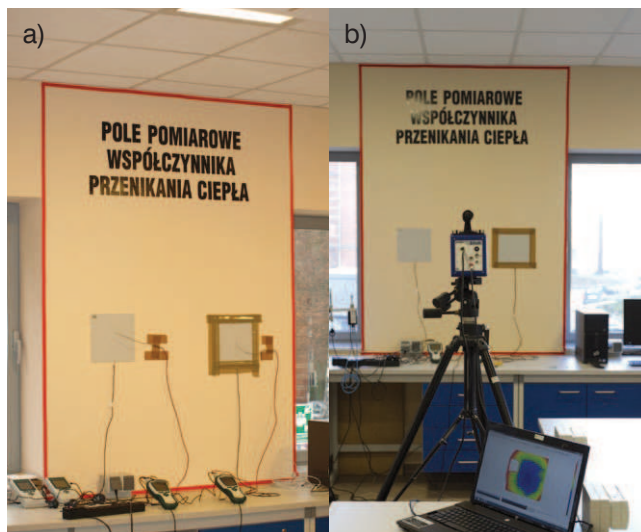 a)
POLE POMIAROWE
WSPÓŁCZYNNIKA
PRZENIKANIA CIEPŁA
b)
POLE POMIAROWE
WSPÓŁCZYNNIKA
PRZENIKANIA CIEPŁA